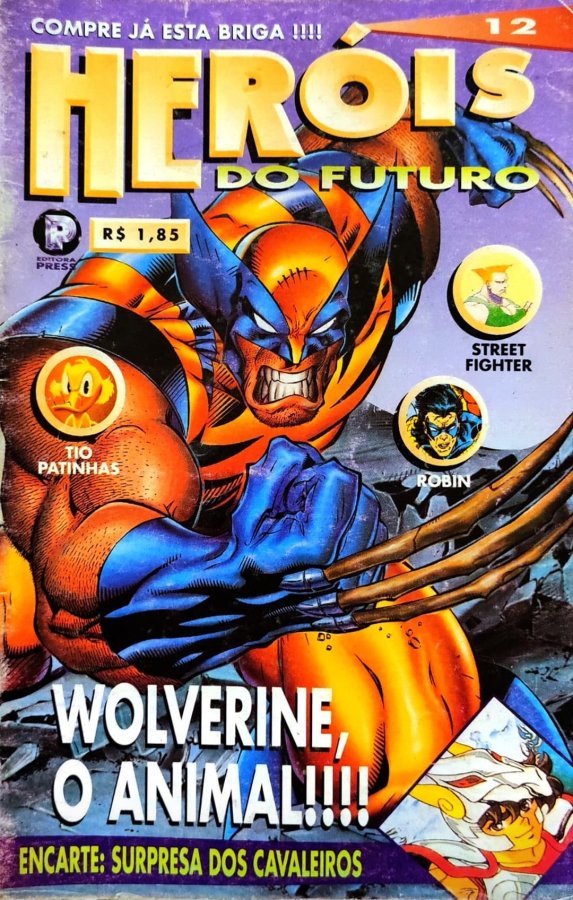 COMPRE JÁ ESTA BRIGA !!!!
12
HERÓIS
DO FUTURO
P
EDITORA
PRESS
R$ 1,85
STREET
FIGHTER
TIO
PATINHAS
ROBIN
WOLVERINE,
O ANIMAL!!!!
ENCARTE: SURPRESA DOS CAVALEIROS